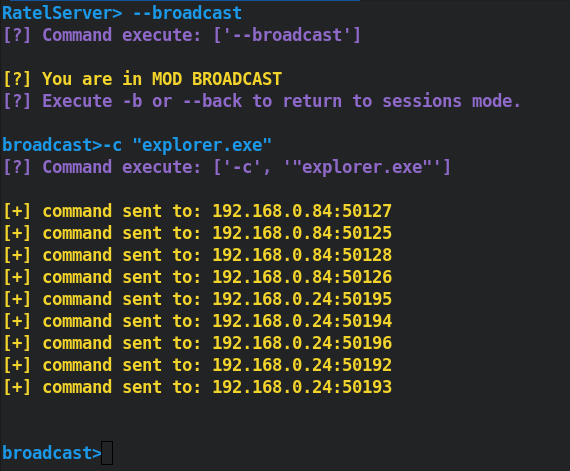 RatelServer> --broadcast
[?] Command execute: ['--broadcast']
[?] You are in MOD BROADCAST
[?] Execute -b or --back to return to sessions mode.
broadcast>-c "explorer.exe"
[?] Command execute: ['-c', '"explorer.exe"']
[+] command sent to: 192.168.0.84:50127
[+] command sent to: 192.168.0.84:50125
[+] command sent to: 192.168.0.84:50128
[+] command sent to: 192.168.0.84:50126
[+] command sent to: 192.168.0.24:50195
[+] command sent to: 192.168.0.24:50194
[+] command sent to: 192.168.0.24:50196
[+] command sent to: 192.168.0.24:50192
[+] command sent to: 192.168.0.24:50193
broadcast>